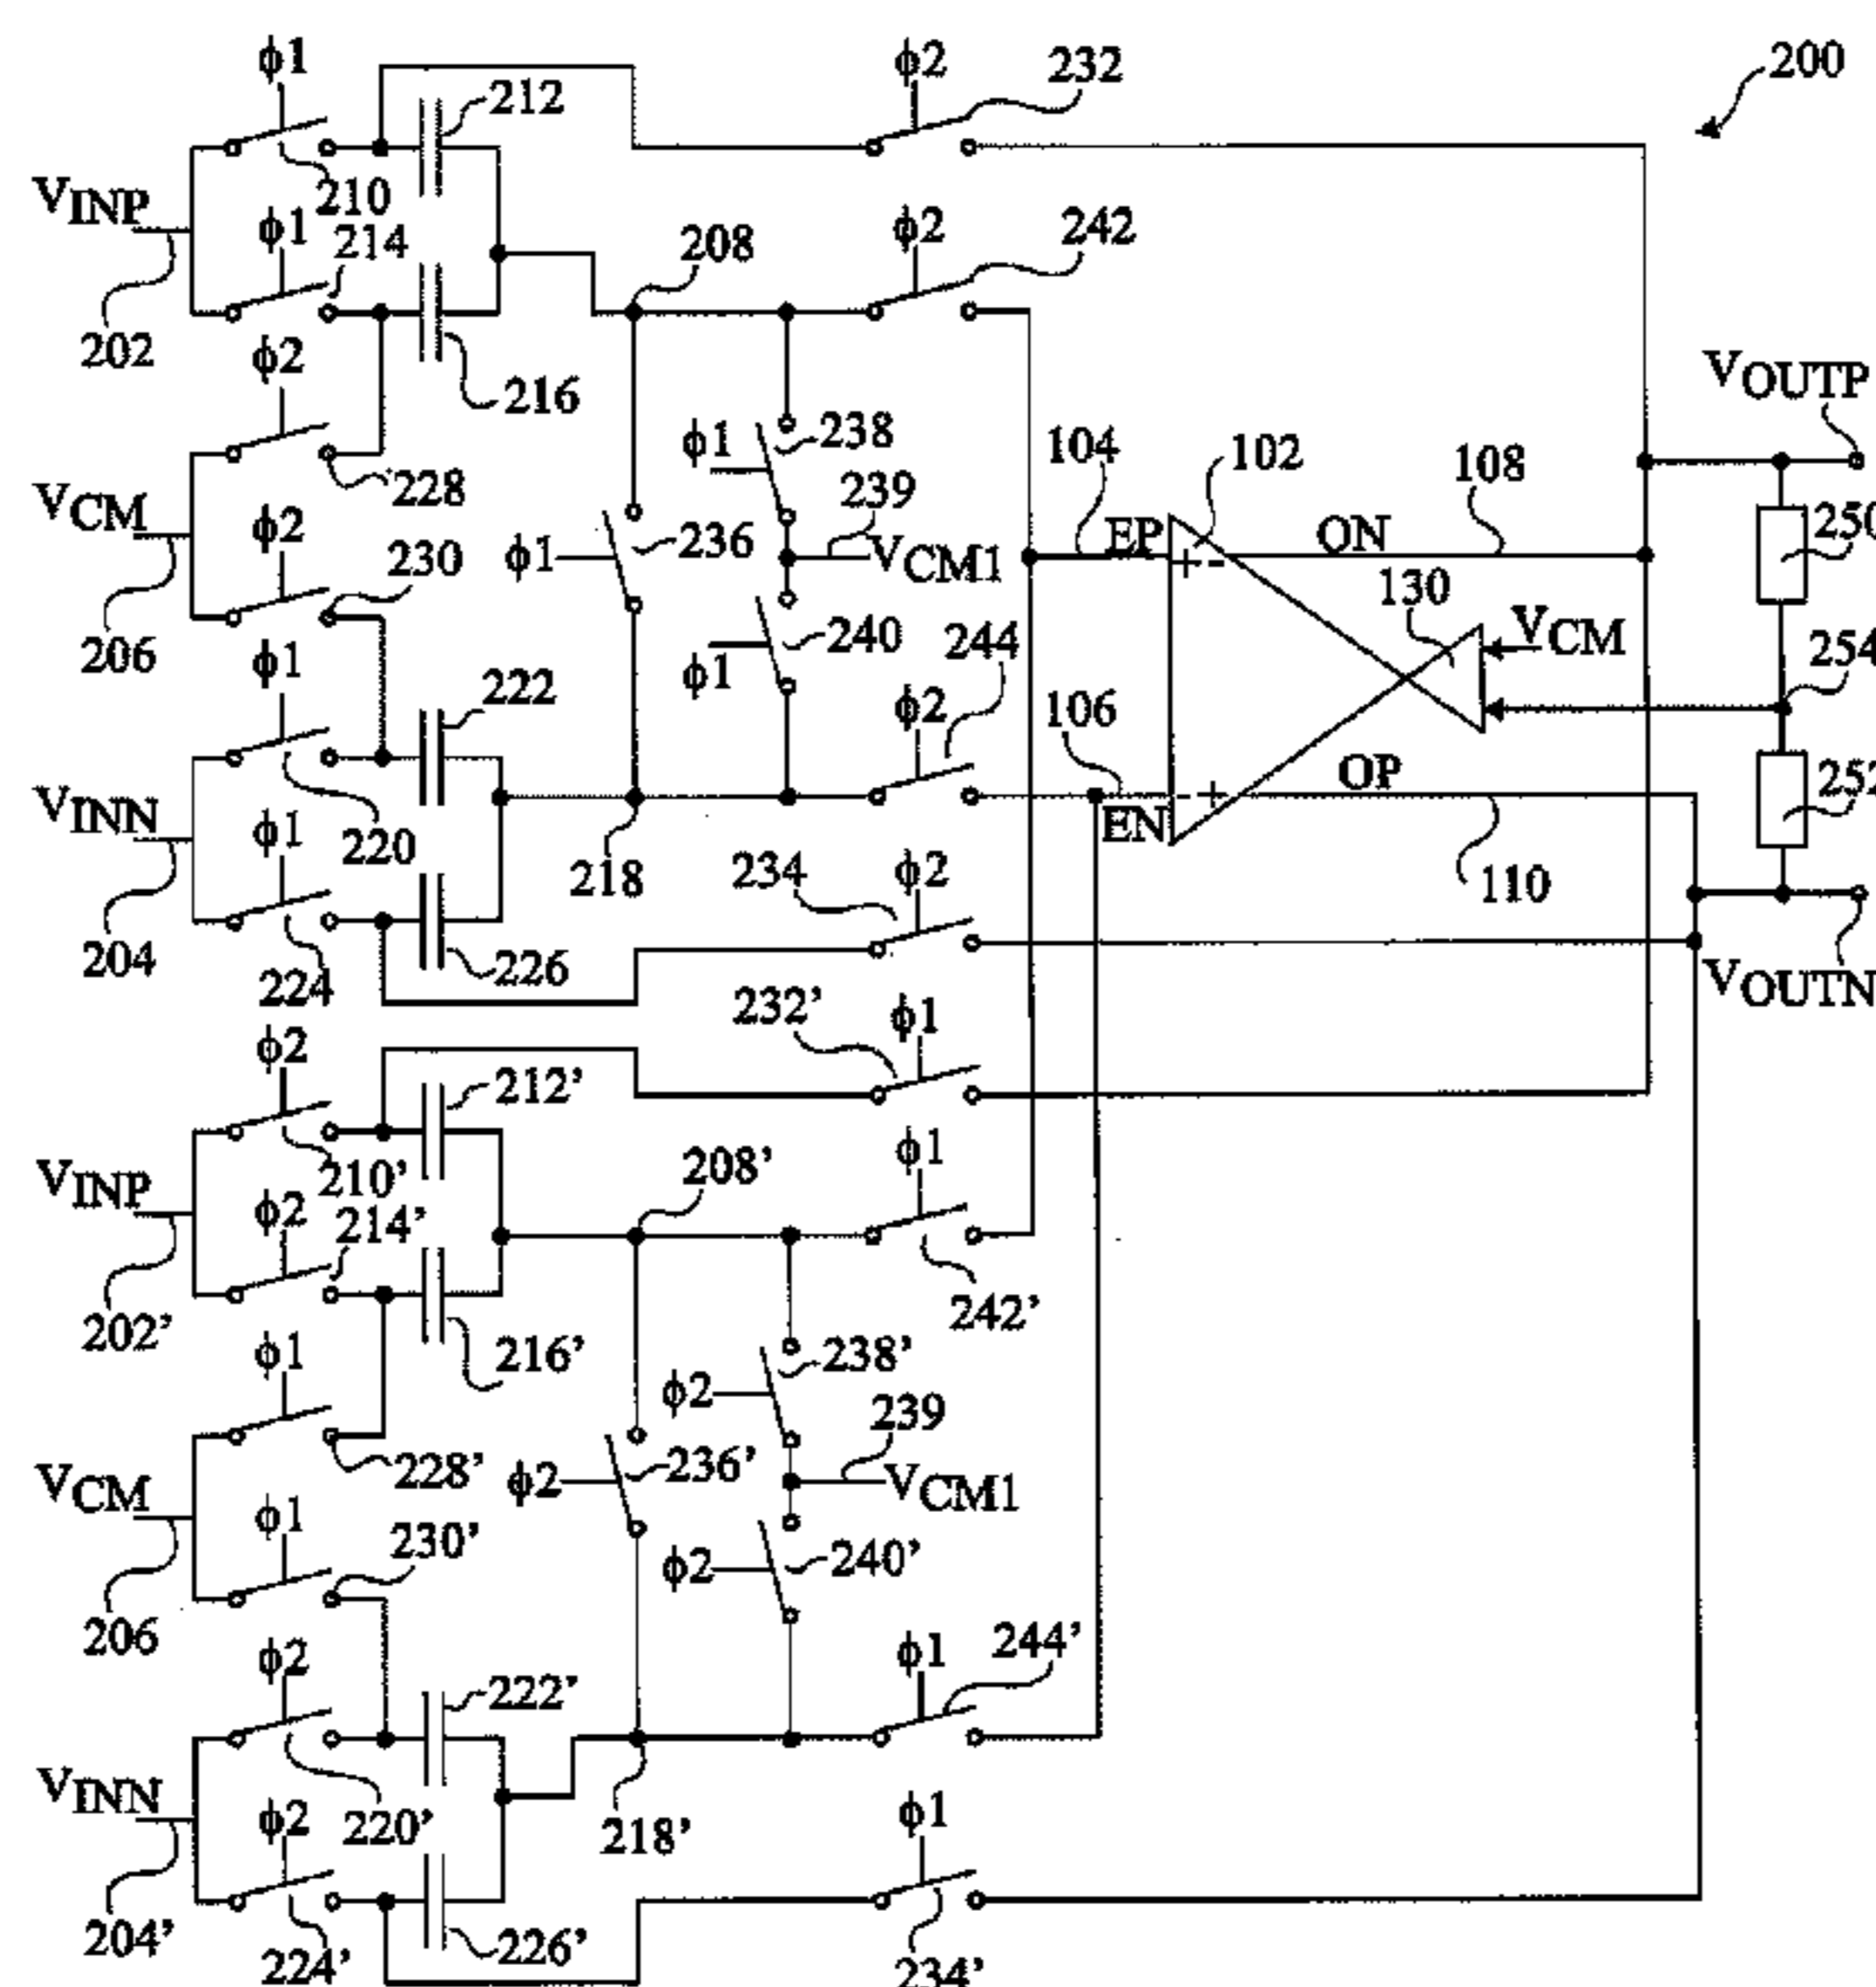 ϕ1
212
ϕ2
232
200
VINP
210
ϕ1
214
208
ϕ2
242
202
ϕ2
216
VOUTP
ϕ1
238
104
102
108
VCM
228
239
250
ϕ2
236
EP
+ -
ON
ϕ1
VCM1
230
130
VCM
206
240
244
254
ϕ1
ϕ1
222
ϕ2
106
OP
252
VINN
- +
220
EN
ϕ1
218
234
ϕ2
110
204
226
224
VOUTN
232'
ϕ1
ϕ2
212'
VINP
210'
208'
ϕ1
ϕ2
214'
242'
202'
216'
ϕ1
238'
ϕ2
239
VCM
228'
236'
ϕ2
VCM1
ϕ1
230'
240'
ϕ2
206
ϕ1
244'
ϕ2
222'
VINN
220'
218'
ϕ2
ϕ1
204'
226'
224'
234'